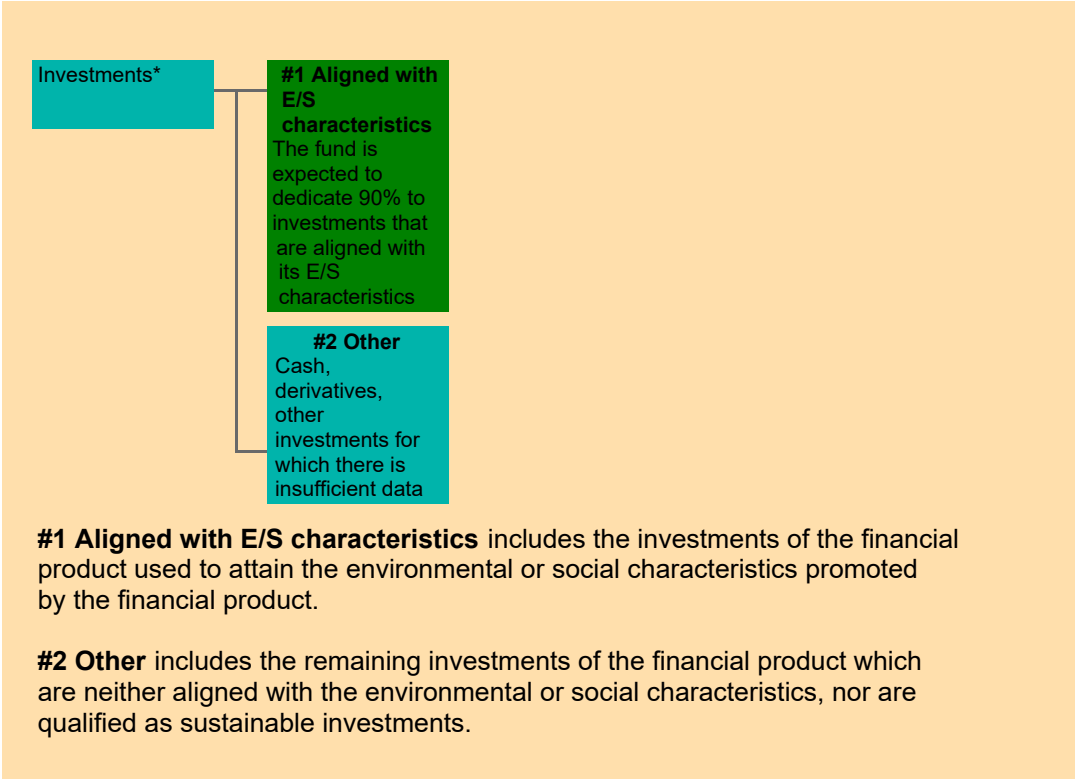 Investments*
#1 Aligned with
E/S
characteristics
The fund is
expected to
dedicate 90% to
investments that
are aligned with
its E/S
characteristics
#2 Other
Cash,
derivatives,
other
investments for
which there is
insufficient data
#1 Aligned with E/S characteristics includes the investments of the financial
product used to attain the environmental or social characteristics promoted
by the financial product.
#2 Other includes the remaining investments of the financial product which
are neither aligned with the environmental or social characteristics, nor are
qualified as sustainable investments.